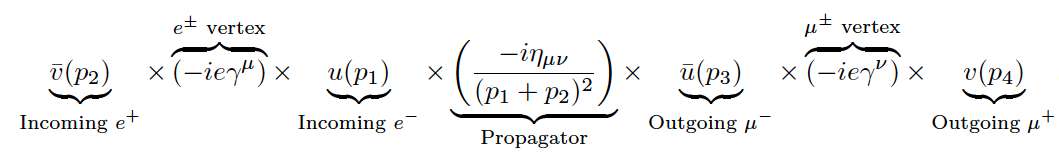 e± vertex μ± vertex
v̄(p₂) × (−ieγ^μ) × u(p₁) × (−iη_μν / (p₁ + p₂)²) × ū(p₃) × (−ieγ^ν) × v(p₄)
Incoming e⁺ Incoming e⁻ Propagator Outgoing μ⁻ Outgoing μ⁺